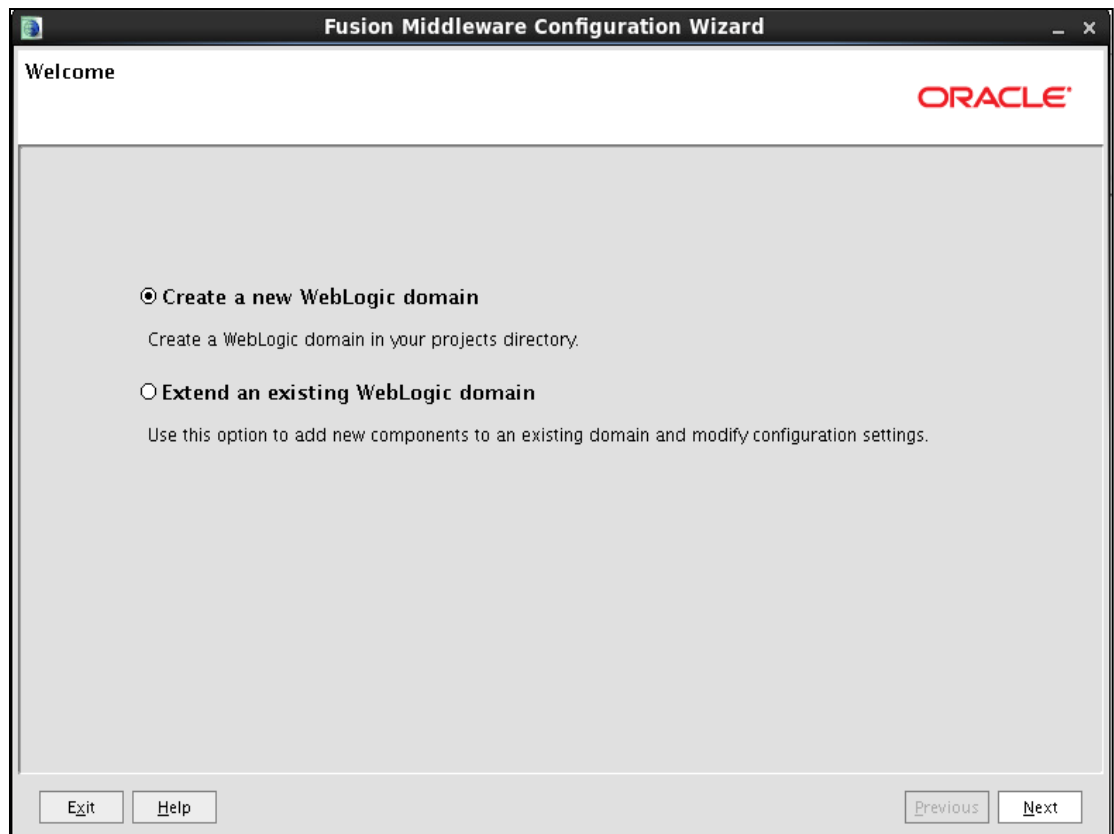 Fusion Middleware Configuration Wizard
Welcome
ORACLE
Create a new WebLogic domain
Create a WebLogic domain in your projects directory.
Extend an existing WebLogic domain
Use this option to add new components to an existing domain and modify configuration settings.
Exit Help Previous Next